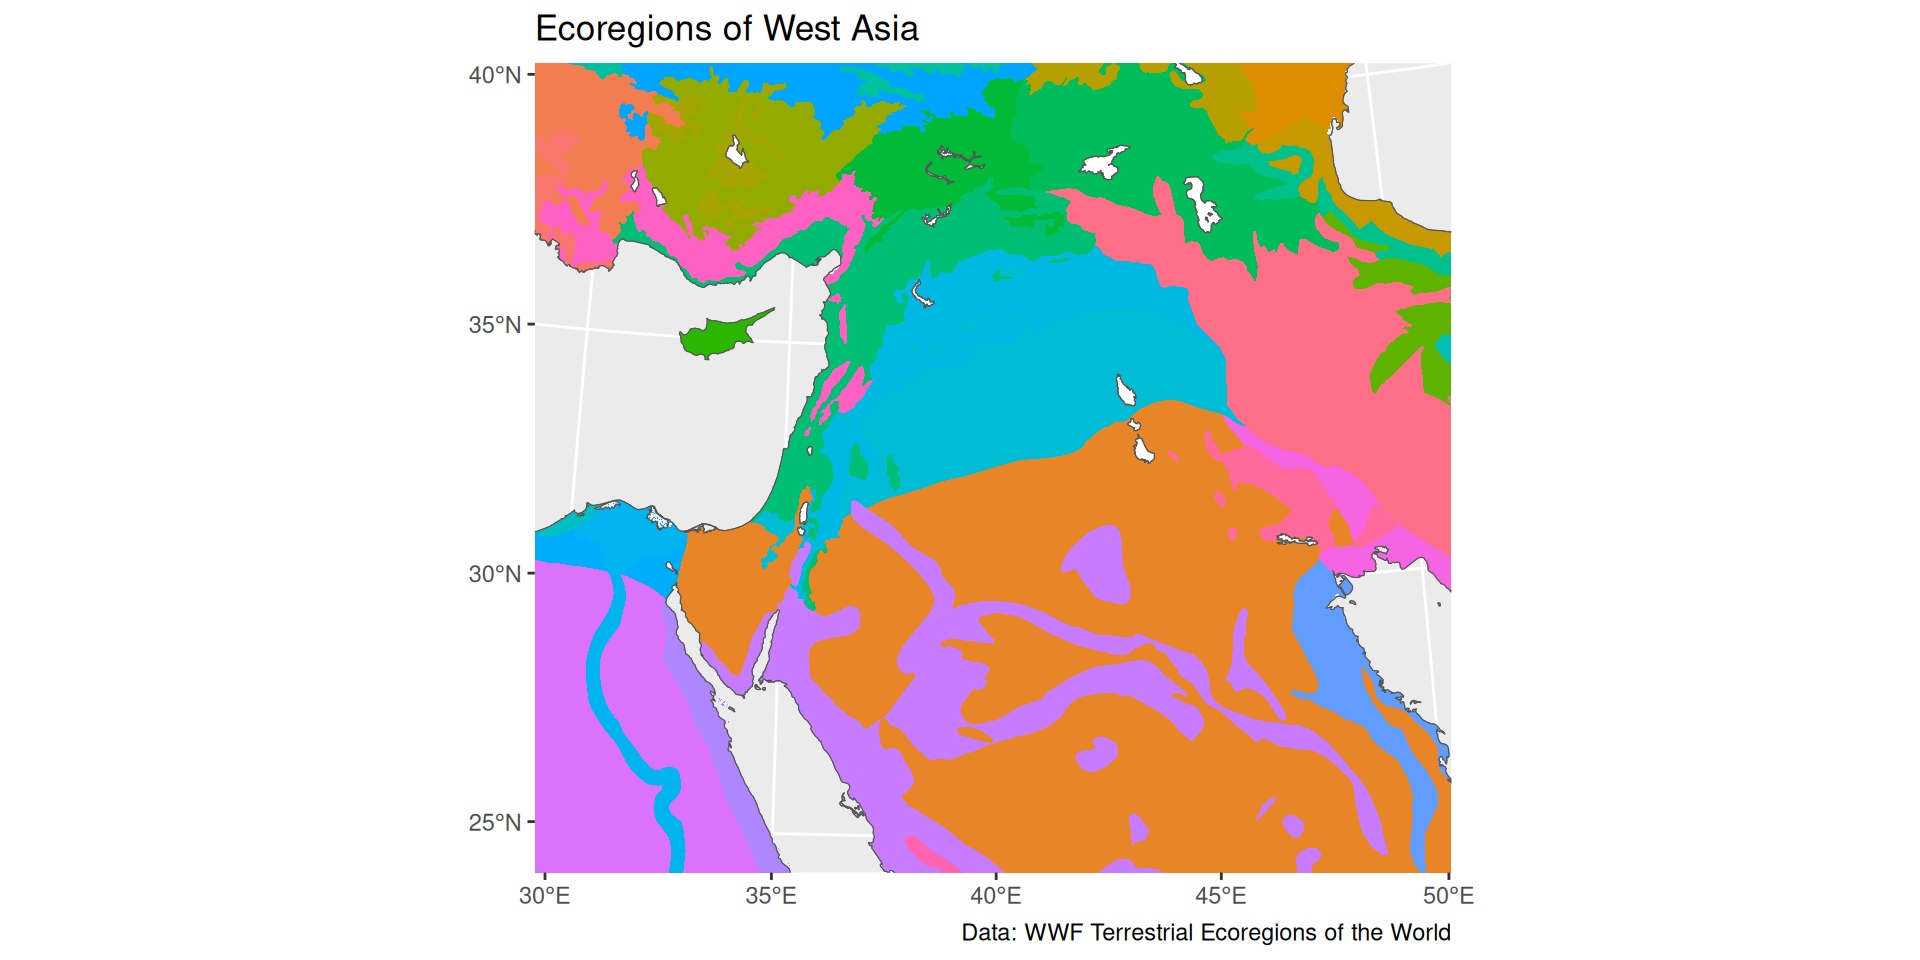 Ecoregions of West Asia
40°N
35°N
30°N
25°N
30°E 35°E 40°E 45°E 50°E
Data: WWF Terrestrial Ecoregions of the World